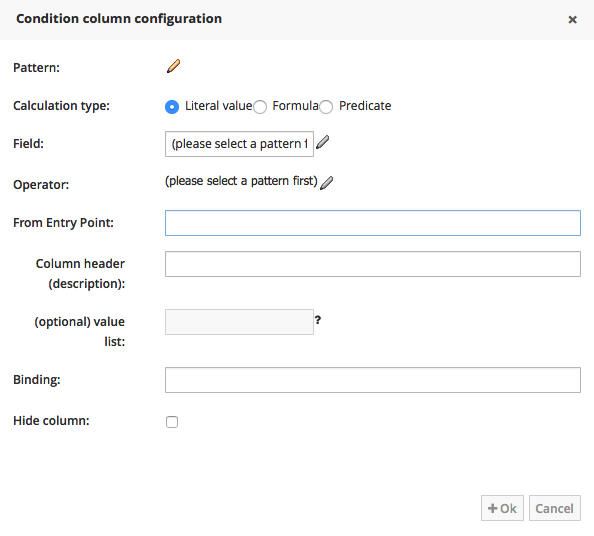 Condition column configuration ×
Pattern:
Calculation type: Literal value Formula Predicate
Field: (please select a pattern f
Operator: (please select a pattern first)
From Entry Point:
Column header
(description):
(optional) value ?
list:
Binding:
Hide column:
+ Ok Cancel